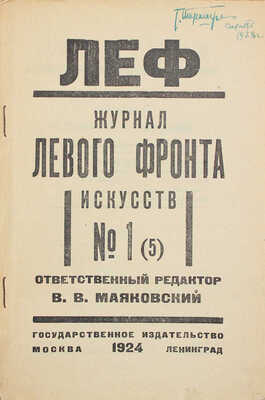 ЛЕФ
ЖУРНАЛ
ЛЕВОГО ФРОНТА
ИСКУССТВ
№ 1 (5)
ОТВЕТСТВЕННЫЙ РЕДАКТОР
В. В. МАЯКОВСКИЙ
ГОСУДАРСТВЕННОЕ ИЗДАТЕЛЬСТВО
МОСКВА 1924 ЛЕНИНГРАД